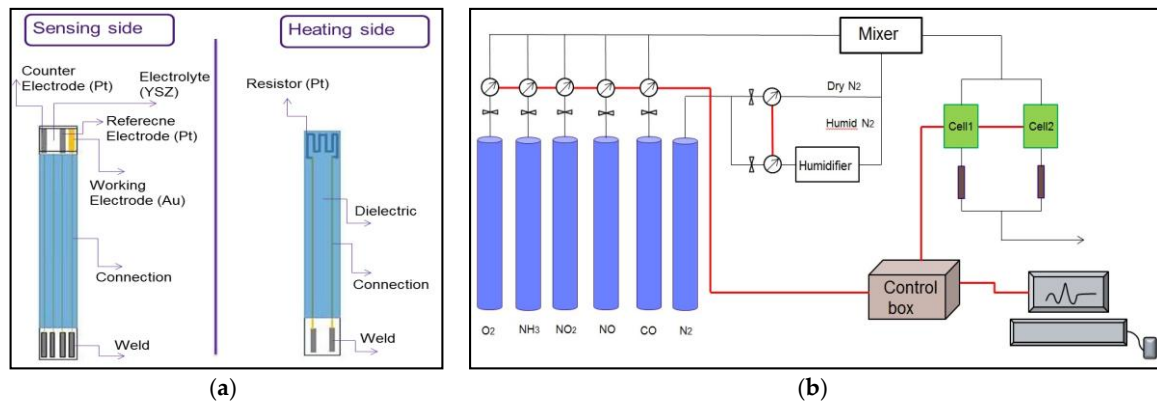 Sensing side
Heating side
Counter
Electrode (Pt)
Electrolyte
(YSZ)
Referecne
Electrode (Pt)
Working
Electrode (Au)
Connection
Weld
Resistor (Pt)
Dielectric
Connection
Weld
(a)
Mixer
Dry N2
Humid N2
Humidifier
Cell1
Cell2
Control
box
O2
NH3
NO2
NO
CO
N2
(b)